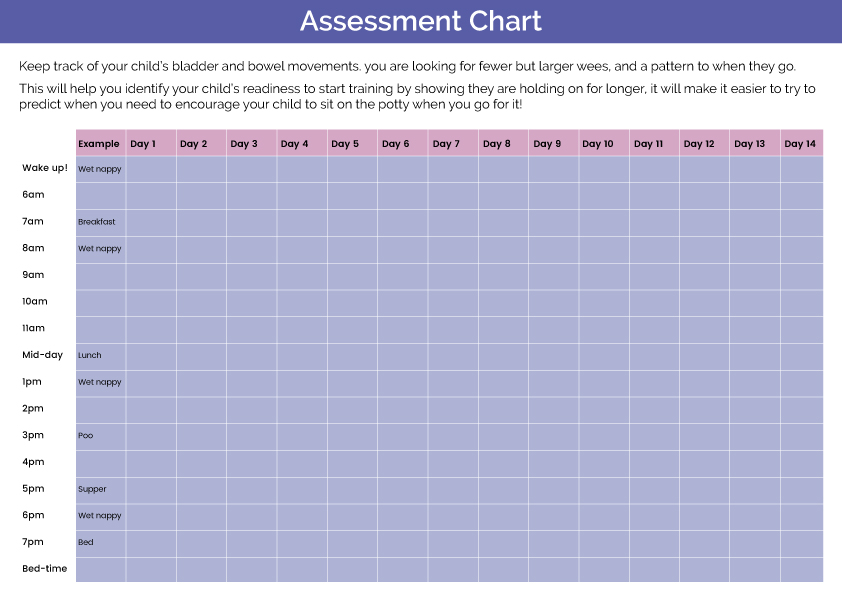 Assessment Chart
Keep track of your child's bladder and bowel movements. you are looking for fewer but larger wees, and a pattern to when they go.
This will help you identify your child's readiness to start training by showing they are holding on for longer, it will make it easier to try to
predict when you need to encourage your child to sit on the potty when you go for it!
Example Day 1 Day 2 Day 3 Day 4 Day 5 Day 6 Day 7 Day 8 Day 9 Day 10 Day 11 Day 12 Day 13 Day 14
Wake up! Wet nappy
6am
7am Breakfast
8am Wet nappy
9am
10am
11am
Mid-day Lunch
1pm Wet nappy
2pm
3pm Poo
4pm
5pm Supper
6pm Wet nappy
7pm Bed
Bed-time